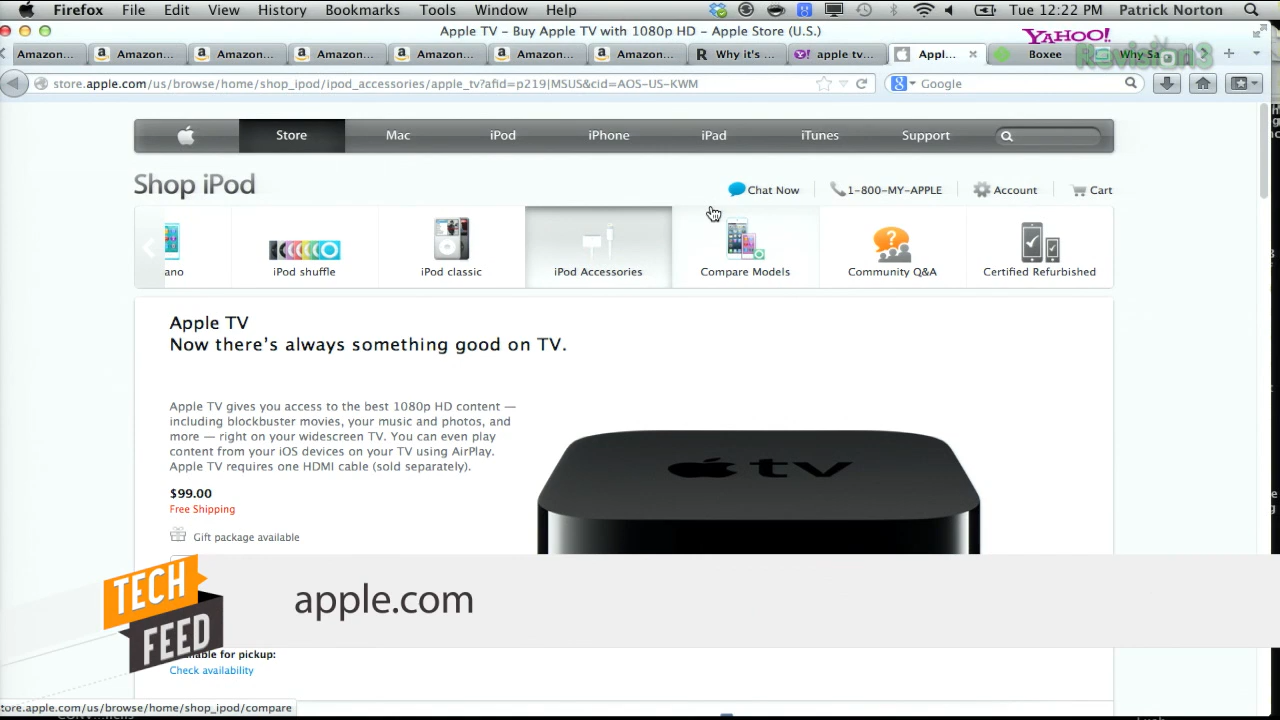 Firefox File Edit View History Bookmarks Tools Window Help Tue 12:22 PM Patrick Norton
Apple TV - Buy Apple TV with 1080p HD - Apple Store (U.S.)
YAHOO!
Amazon... Amazon... Amazon... Amazon... Amazon... Amazon... Amazon... Why it's... apple tv... Appl... Boxee Why Sa
Revision3
store.apple.com/us/browse/home/shop_ipod/ipod_accessories/apple_tv?afid=p219|MSUS&cid=AOS-US-KWM
Google
Store Mac iPod iPhone iPad iTunes Support
Shop iPod
Chat Now 1-800-MY-APPLE Account Cart
ano iPod shuffle iPod classic iPod Accessories Compare Models Community Q&A Certified Refurbished
Apple TV
Now there's always something good on TV.
Apple TV gives you access to the best 1080p HD content —
including blockbuster movies, your music and photos, and
more — right on your widescreen TV. You can even play
content from your iOS devices on your TV using AirPlay.
Apple TV requires one HDMI cable (sold separately).
$99.00
Free Shipping
Gift package available
tv
TECH
FEED
apple.com
able for pickup:
Check availability
tore.apple.com/us/browse/home/shop_ipod/compare